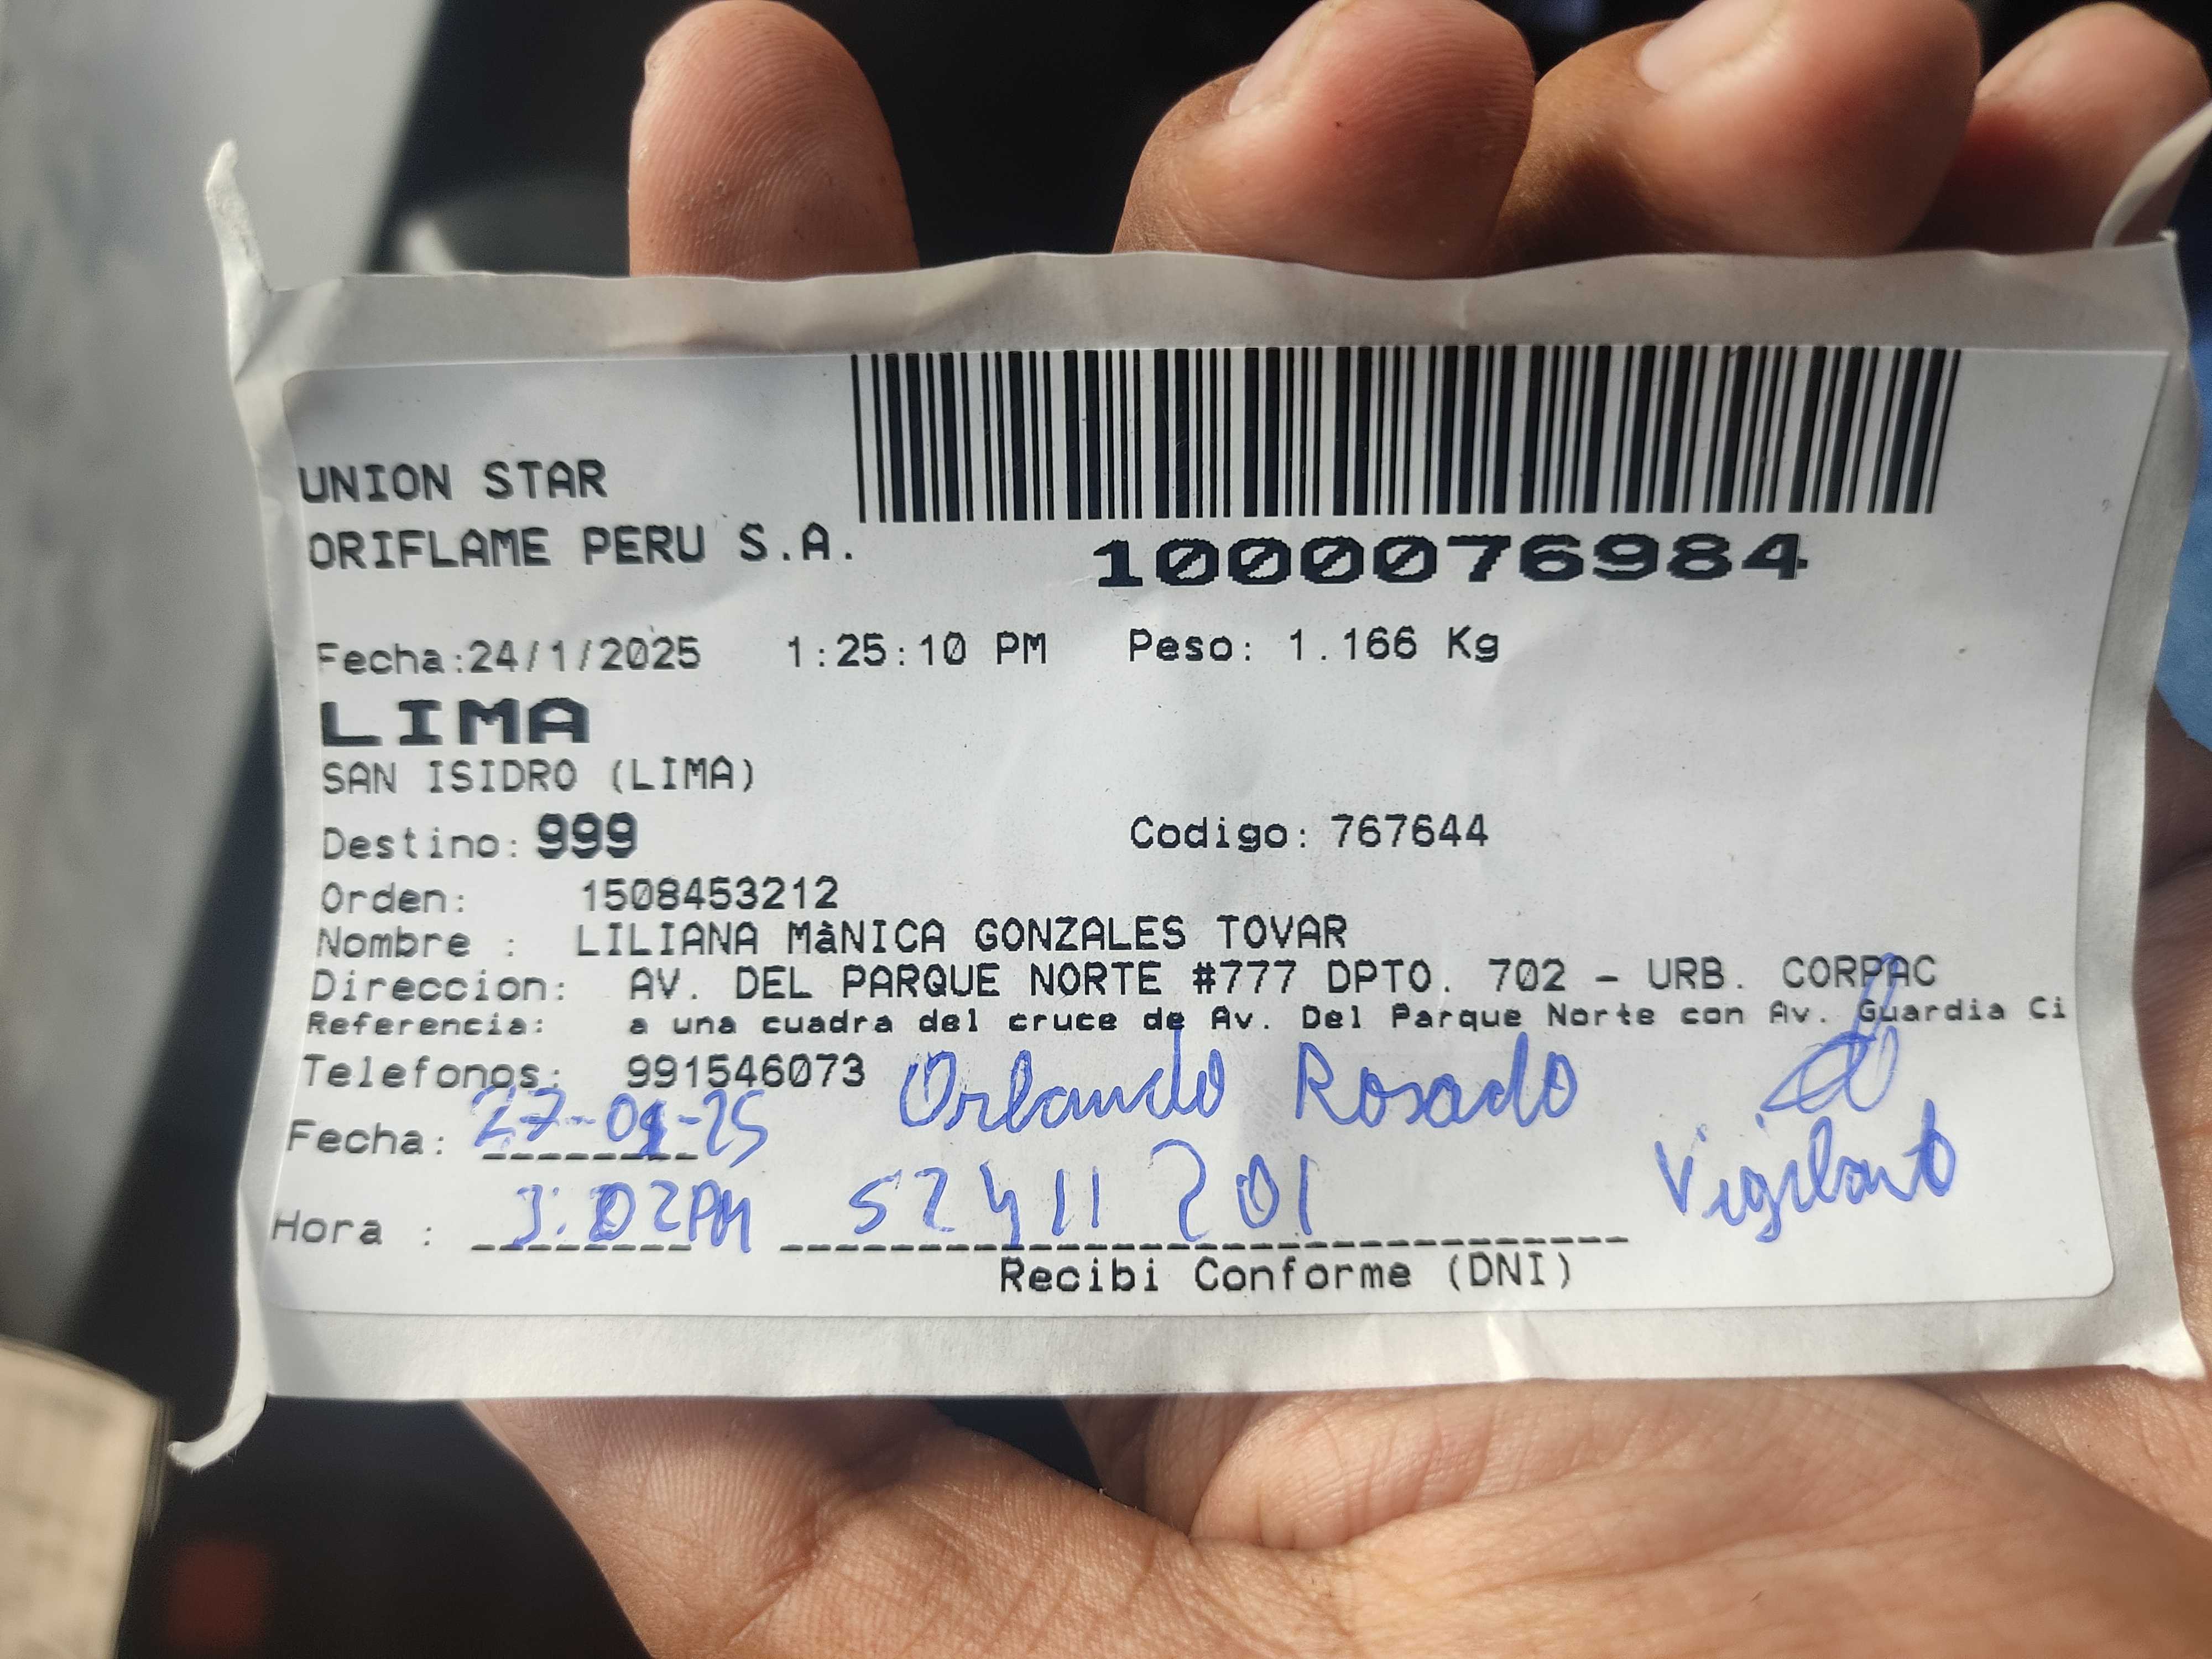 UNION STAR
ORIFLAME PERU S.A.
1000076984
Fecha:24/1/2025 1:25:10 PM Peso: 1.166 Kg
LIMA
SAN ISIDRO (LIMA)
Destino: 999 Codigo: 767644
Orden: 1508453212
Nombre : LILIANA MàNICA GONZALES TOVAR
Direccion: AV. DEL PARQUE NORTE #777 DPTO. 702 - URB. CORPAC
Referencia: a una cuadra del cruce de Av. Del Parque Norte con Av. Guardia Ci
Telefonos: 991546073 Orlando Rosado
Fecha: 27-01-25 Vigilante
Hora : 3:02PM
Recibi Conforme (DNI)